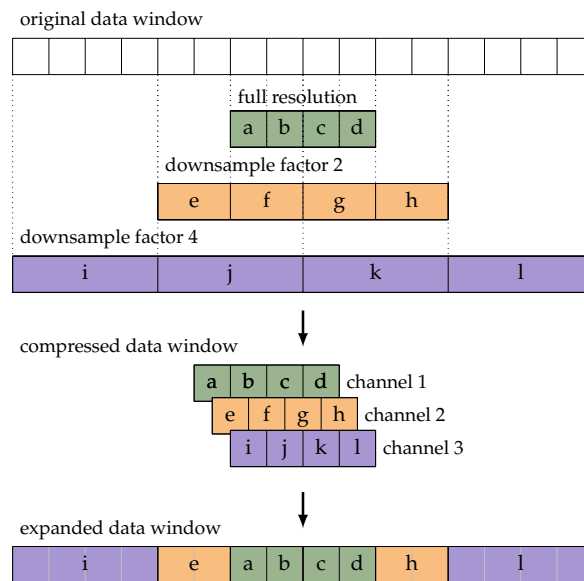 original data window
full resolution
a b c d
downsample factor 2
e f g h
downsample factor 4
i j k l
compressed data window
a b c d channel 1
e f g h channel 2
i j k l channel 3
expanded data window
i e a b c d h l